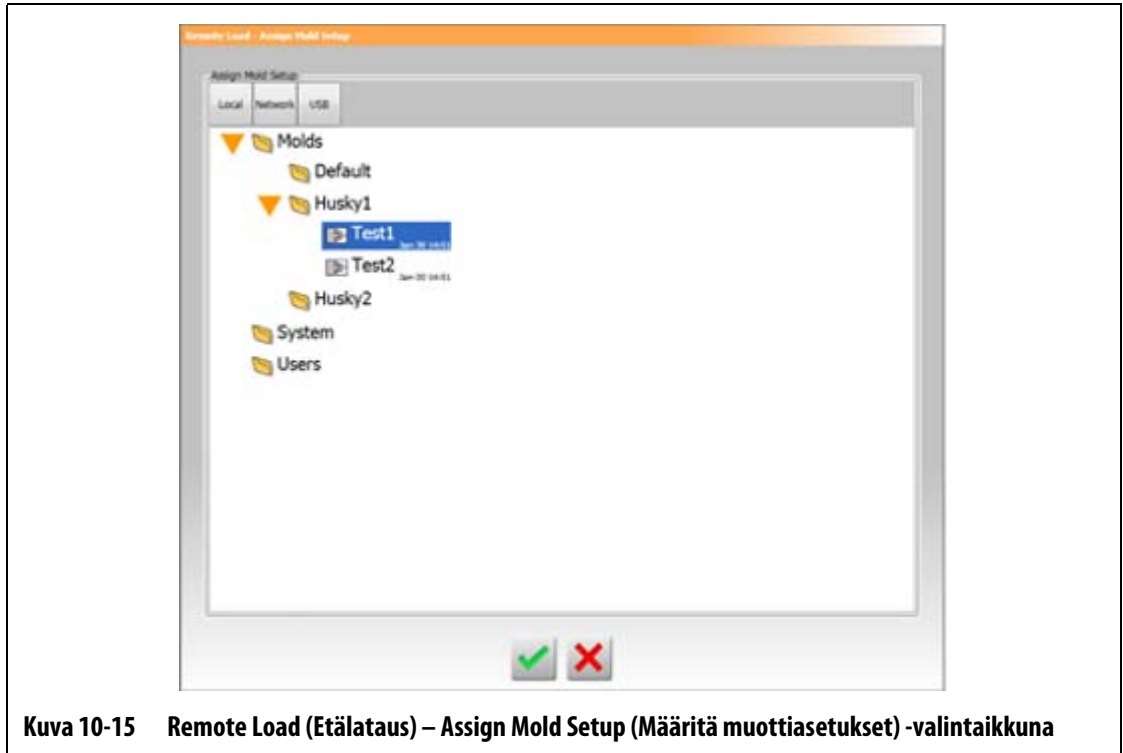 Remote Load - Assign Mold Setup
Assign Mold Setup
Local Network USB
Molds
Default
Husky1
Test1
Test2
Husky2
System
Users
Kuva 10-15 Remote Load (Etälataus) – Assign Mold Setup (Määritä muottiasetukset) -valintaikkuna